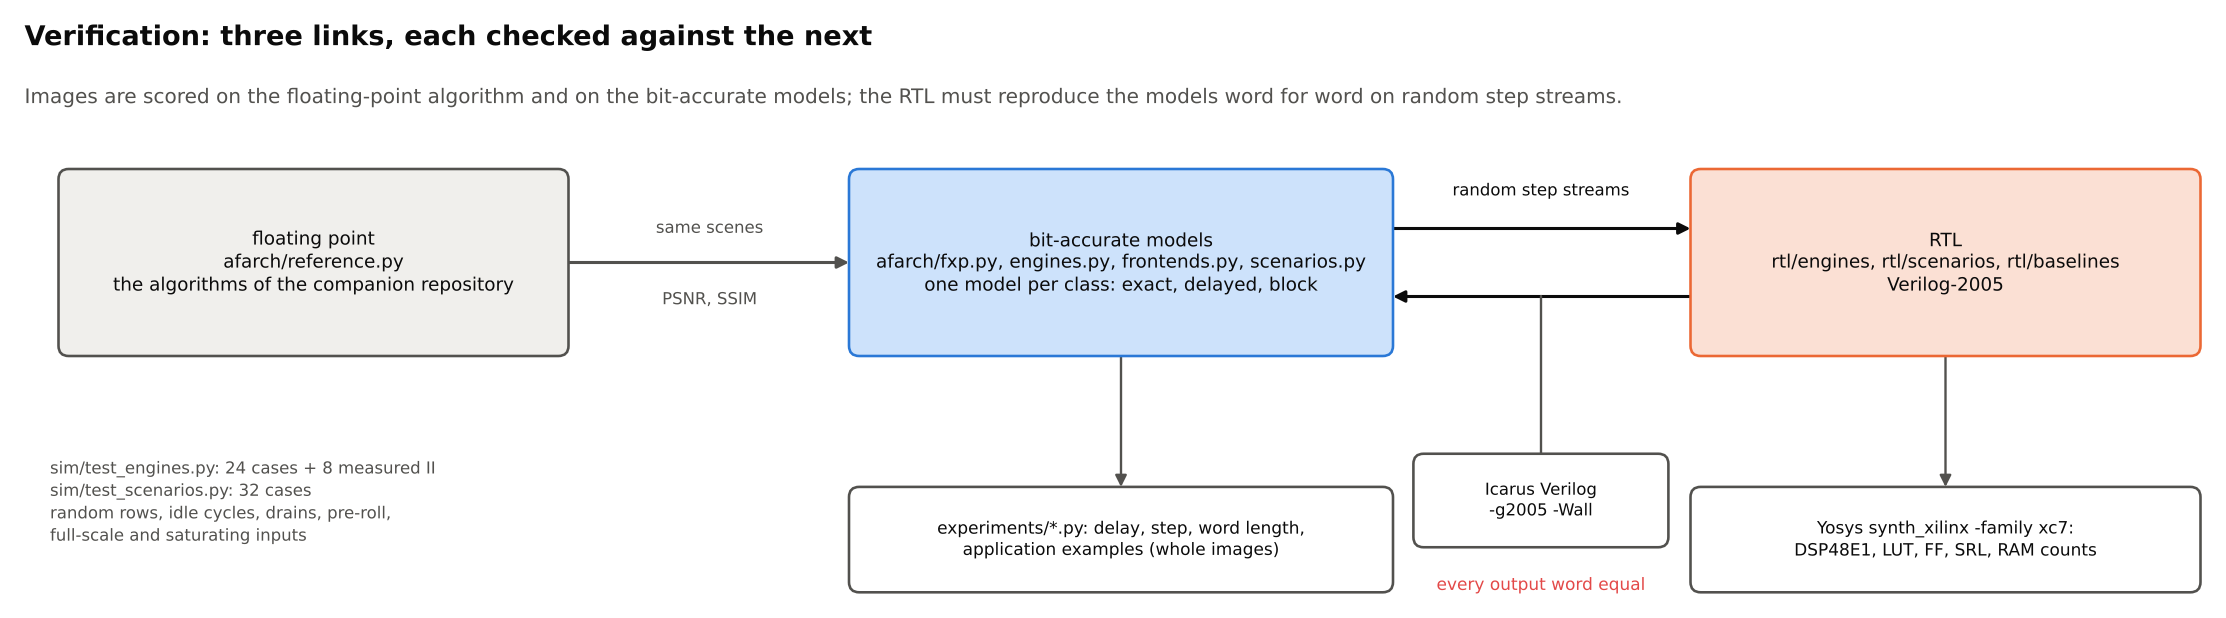 Verification: three links, each checked against the next
Images are scored on the floating-point algorithm and on the bit-accurate models; the RTL must reproduce the models word for word on random step streams.
floating point
afarch/reference.py
the algorithms of the companion repository
same scenes
PSNR, SSIM
bit-accurate models
afarch/fxp.py, engines.py, frontends.py, scenarios.py
one model per class: exact, delayed, block
random step streams
RTL
rtl/engines, rtl/scenarios, rtl/baselines
Verilog-2005
sim/test_engines.py: 24 cases + 8 measured II
sim/test_scenarios.py: 32 cases
random rows, idle cycles, drains, pre-roll,
full-scale and saturating inputs
experiments/*.py: delay, step, word length,
application examples (whole images)
Icarus Verilog
-g2005 -Wall
every output word equal
Yosys synth_xilinx -family xc7:
DSP48E1, LUT, FF, SRL, RAM counts